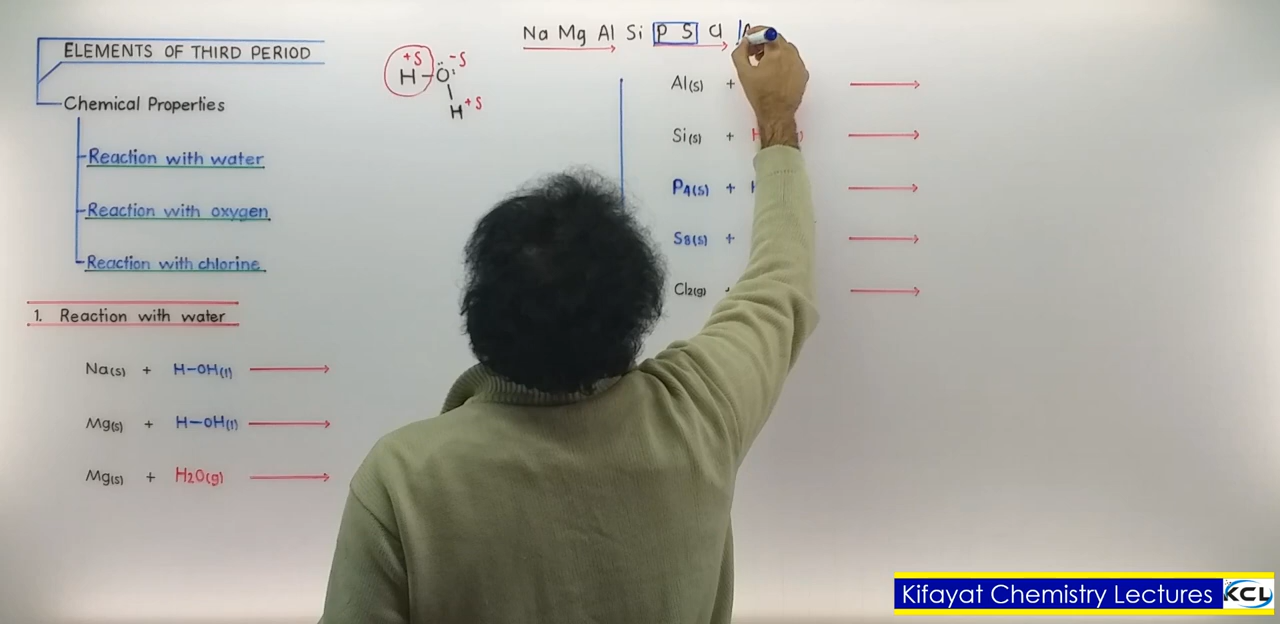 Na Mg Al Si P S Cl
ELEMENTS OF THIRD PERIOD
Chemical Properties
Reaction with water
Reaction with oxygen
Reaction with chlorine
+δ -δ
H-Ö:
H +δ
1. Reaction with water
Na(s) + H-OH(l) →
Mg(s) + H-OH(l) →
Mg(s) + H2O(g) →
Al(s) + →
Si(s) + H →
P4(s) + →
S8(s) + →
Cl2(g) →
Kifayat Chemistry Lectures KCL